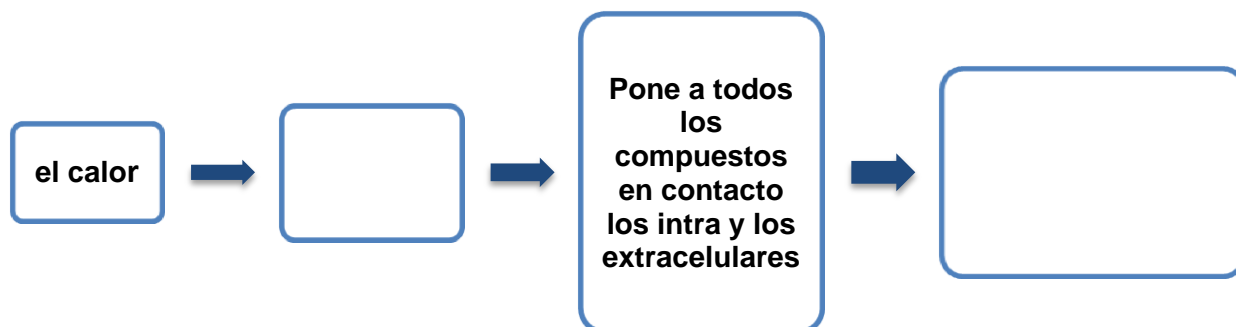 el calor
Pone a todos
los
compuestos
en contacto
los intra y los
extracelulares